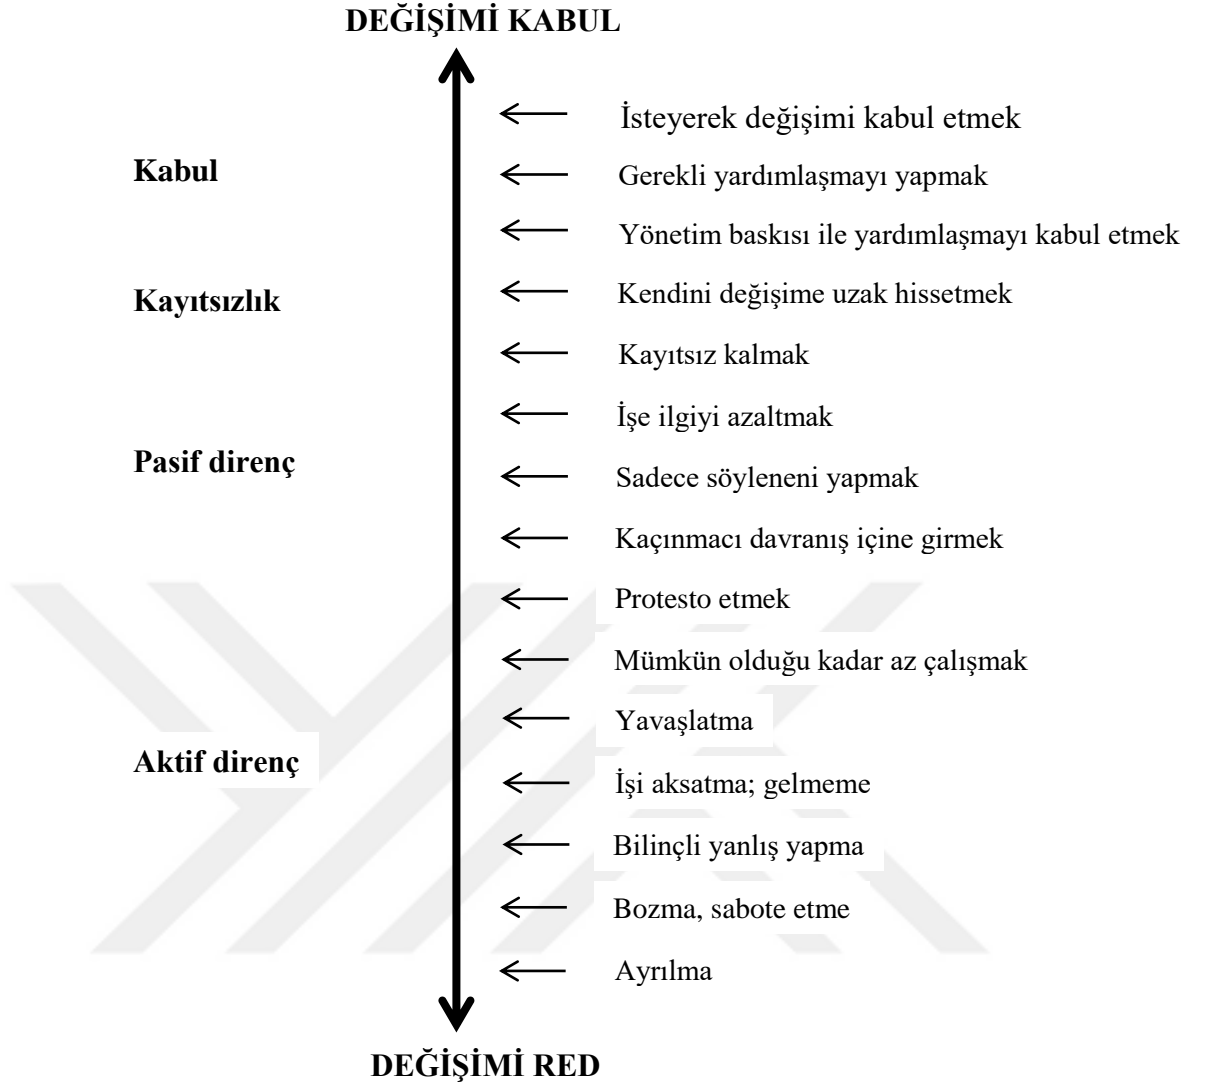 DEĞİŞİMİ KABUL
İsteyerek değişimi kabul etmek
Kabul
Gerekli yardımlaşmayı yapmak
Yönetim baskısı ile yardımlaşmayı kabul etmek
Kayıtsızlık
Kendini değişime uzak hissetmek
Kayıtsız kalmak
İşe ilgiyi azaltmak
Pasif direnç
Sadece söyleneni yapmak
Kaçınmacı davranış içine girmek
Protesto etmek
Mümkün olduğu kadar az çalışmak
Yavaşlatma
Aktif direnç
İşi aksatma; gelmeme
Bilinçli yanlış yapma
Bozma, sabote etme
Ayrılma
DEĞİŞİMİ RED